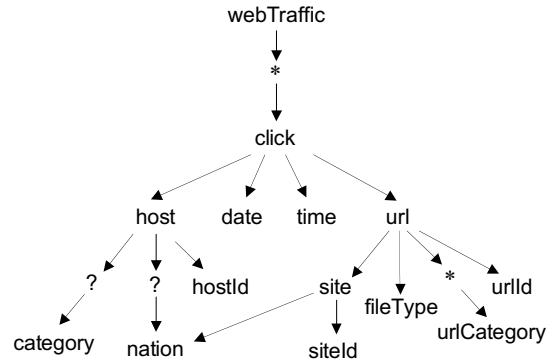 webTraffic
*
click
host date time url
? ? hostId site fileType * urlId
category nation siteId urlCategory